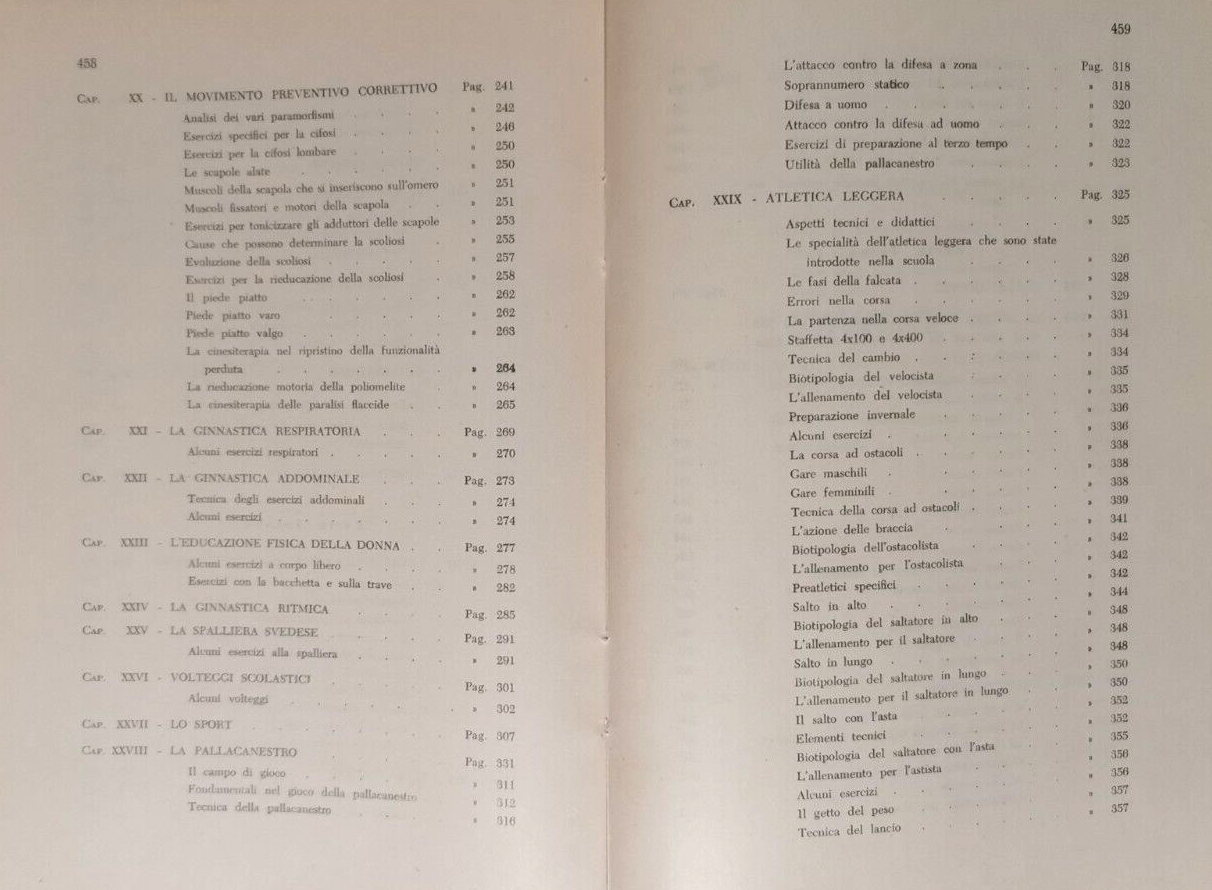 458
Cap. XX - IL MOVIMENTO PREVENTIVO CORRETTIVO Pag. 241
Analisi dei vari paramorfismi . . . . » 242
Esercizi specifici per la cifosi . . . . » 246
Esercizi per la cifosi lombare . . . . » 250
Le scapole alate . . . . . » 250
Muscoli della scapola che si inseriscono sull'omero » 251
Muscoli fissatori e motori della scapola . . » 251
Esercizi per tonicizzare gli adduttori delle scapole » 253
Cause che possono determinare la scoliosi . » 255
Evoluzione della scoliosi . . . . » 257
Esercizi per la rieducazione della scoliosi . » 258
Il piede piatto . . . . . » 262
Piede piatto varo . . . . » 262
Piede piatto valgo . . . . » 263
La cinesiterapia nel ripristino della funzionalità
perduta . . . . . . » 264
La rieducazione motoria della poliomelite . » 264
La cinesiterapia delle paralisi flaccide . . » 265
Cap. XXI - LA GINNASTICA RESPIRATORIA . . . Pag. 269
Alcuni esercizi respiratori . . . . » 270
Cap. XXII - LA GINNASTICA ADDOMINALE . . . Pag. 273
Tecnica degli esercizi addominali . . » 274
Alcuni esercizi . . . . . » 274
Cap. XXIII - L'EDUCAZIONE FISICA DELLA DONNA . . Pag. 277
Alcuni esercizi a corpo libero . . . . » 278
Esercizi con la bacchetta e sulla trave . . » 282
Cap. XXIV - LA GINNASTICA RITMICA . . . Pag. 285
Cap. XXV - LA SPALLIERA SVEDESE . . . . Pag. 291
Alcuni esercizi alla spalliera . . . . » 291
Cap. XXVI - VOLTEGGI SCOLASTICI . . . . Pag. 301
Alcuni volteggi . . . . . » 302
Cap. XXVII - LO SPORT . . . . . . Pag. 307
Cap. XXVIII - LA PALLACANESTRO . . . . Pag. 331
Il campo di gioco . . . . . » 311
Fondamentali nel gioco della pallacanestro » 312
Tecnica della pallacanestro . . » 316
459
L'attacco contro la difesa a zona . . . Pag. 318
Soprannumero statico . . . . . » 318
Difesa a uomo . . . . . . » 320
Attacco contro la difesa ad uomo . . . » 322
Esercizi di preparazione al terzo tempo . . » 322
Utilità della pallacanestro . . . . » 323
Cap. XXIX - ATLETICA LEGGERA . . . . . Pag. 325
Aspetti tecnici e didattici . . . . » 325
Le specialità dell'atletica leggera che sono state
introdotte nella scuola . . . . » 326
Le fasi della falcata . . . . . » 328
Errori nella corsa . . . . . » 329
La partenza nella corsa veloce . . . . » 331
Staffetta 4x100 e 4x400 . . . . . » 334
Tecnica del cambio . . . . . » 334
Biotipologia del velocista . . . . » 335
L'allenamento del velocista . . . . » 335
Preparazione invernale . . . . . » 336
Alcuni esercizi . . . . . . » 336
La corsa ad ostacoli . . . . . » 338
Gare maschili . . . . . . » 338
Gare femminili . . . . . . » 338
Tecnica della corsa ad ostacoli . . . . » 339
L'azione delle braccia . . . . . » 341
Biotipologia dell'ostacolista . . . . » 342
L'allenamento per l'ostacolista . . . . » 342
Preatletici specifici . . . . . » 342
Salto in alto . . . . . . » 344
Biotipologia del saltatore in alto . . . » 348
L'allenamento per il saltatore . . . . » 348
Salto in lungo . . . . . . » 348
Biotipologia del saltatore in lungo . . . » 350
L'allenamento per il saltatore in lungo . . » 350
Il salto con l'asta . . . . . » 352
Elementi tecnici . . . . . » 352
Biotipologia del saltatore con l'asta . . » 355
L'allenamento per l'astista . . . . » 356
Alcuni esercizi . . . . . . » 356
Il getto del peso . . . . . » 357
Tecnica del lancio . . . . . » 357